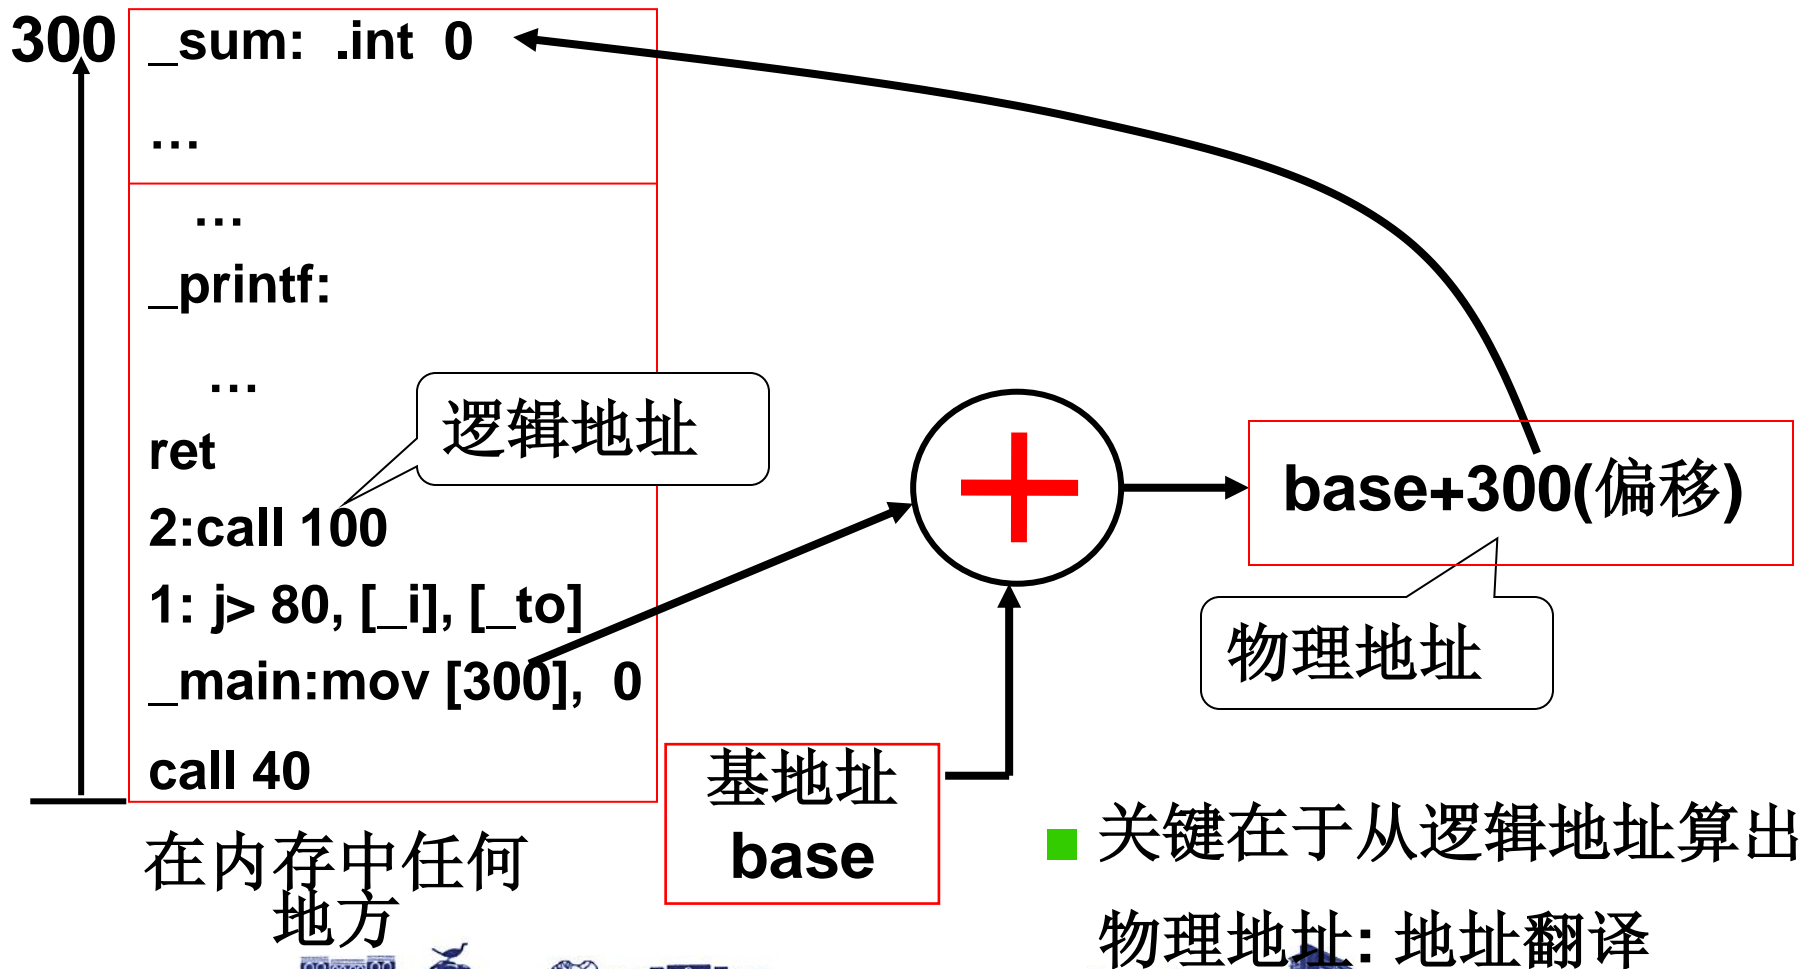 300
_sum: .int 0
…
…
_printf:
…
ret
2:call 100
1: j> 80, [_i], [_to]
_main:mov [300], 0
call 40
逻辑地址
base+300(偏移)
物理地址
基地址
base
在内存中任何
地方
关键在于从逻辑地址算出
物理地址: 地址翻译